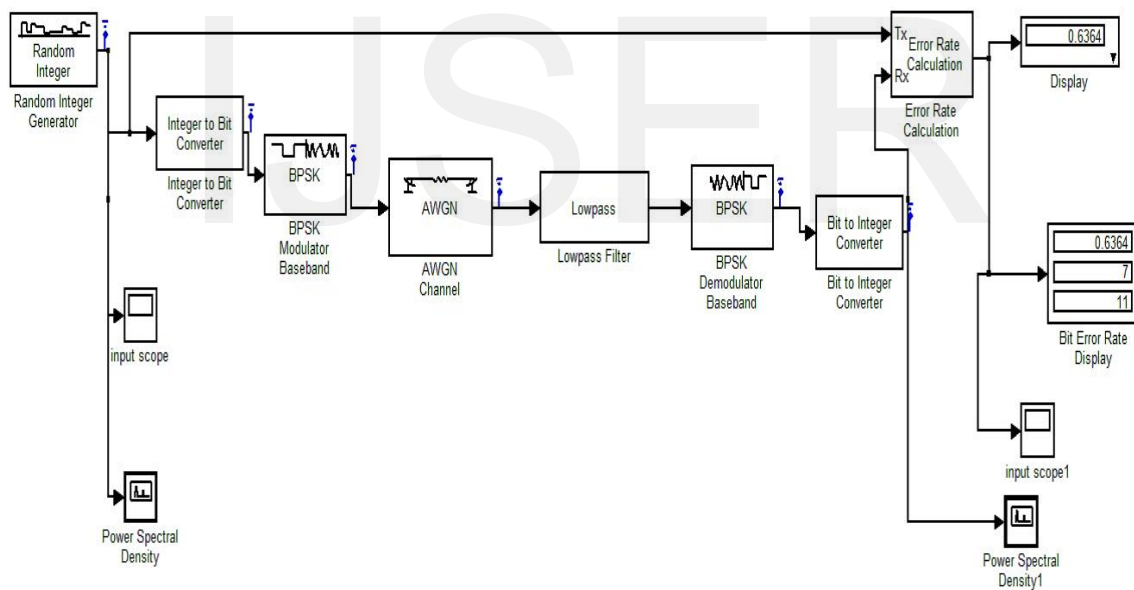 IJSER
Random
Integer
Random Integer
Generator
Integer to Bit
Converter
Integer to Bit
Converter
BPSK
BPSK
Modulator
Baseband
AWGN
AWGN
Channel
Lowpass
Lowpass Filter
BPSK
BPSK
Demodulator
Baseband
Bit to Integer
Converter
Bit to Integer
Converter
Tx
Rx
Error Rate
Calculation
Error Rate
Calculation
0.6364
Display
0.6364
7
11
Bit Error Rate
Display
input scope
input scope1
Power Spectral
Density
Power Spectral
Density1